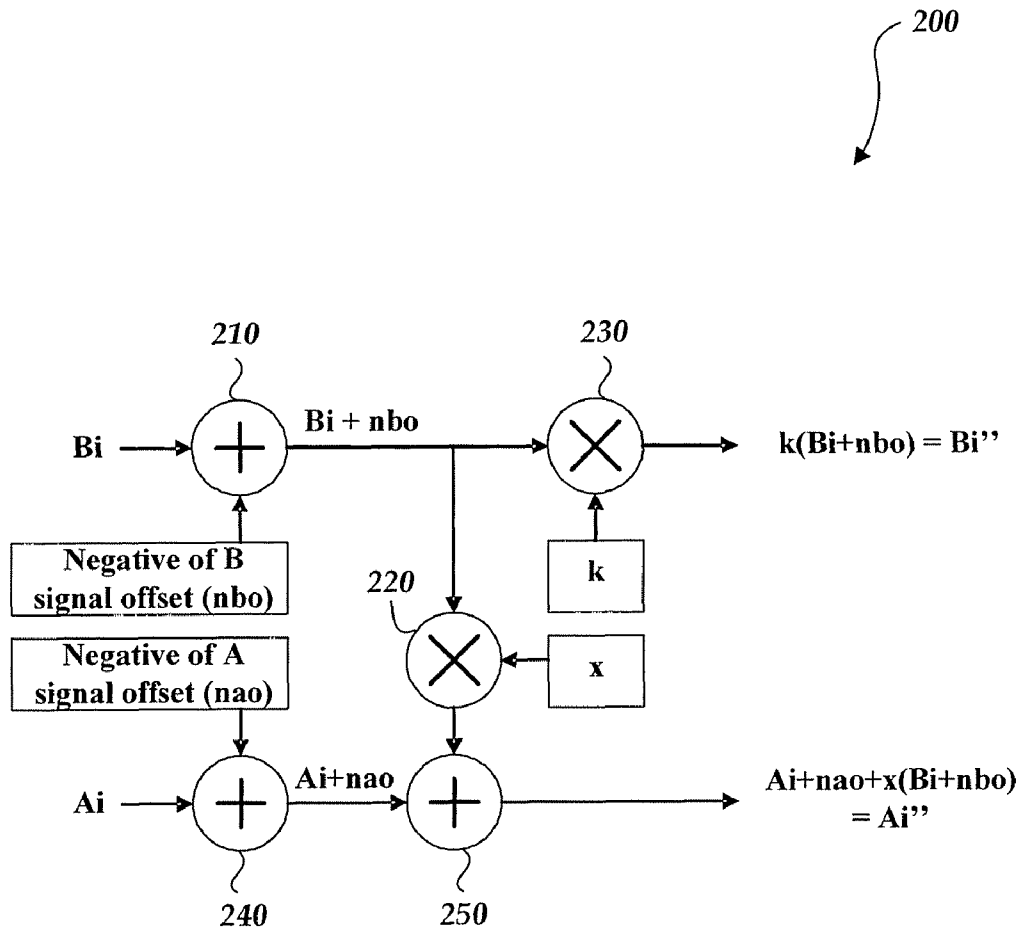 200
210
230
Bi
Bi + nbo
k(Bi+nbo) = Bi’’
Negative of B
signal offset (nbo)
k
220
Negative of A
signal offset (nao)
x
Ai
Ai+nao
Ai+nao+x(Bi+nbo)
= Ai’’
240
250